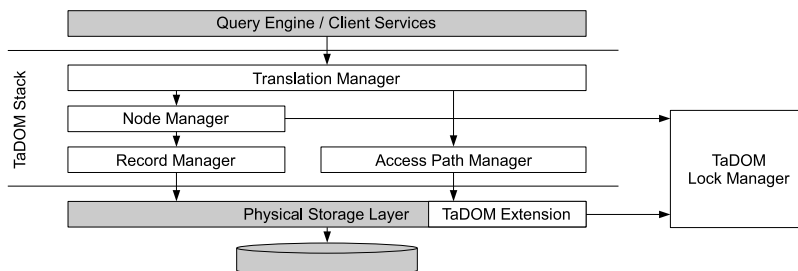 Query Engine / Client Services
TaDOM Stack
Translation Manager
Node Manager
Record Manager
Access Path Manager
TaDOM
Lock Manager
Physical Storage Layer
TaDOM Extension